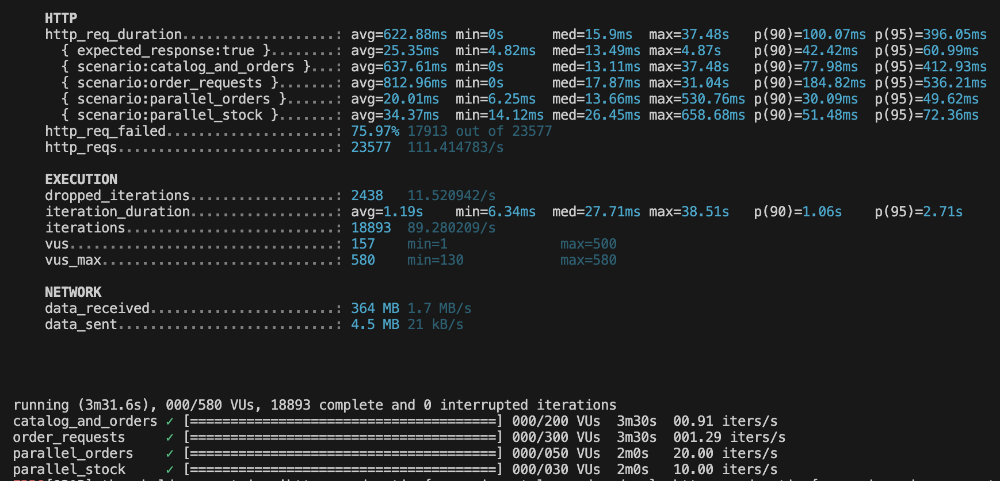 HTTP
http_req_duration...................: avg=622.88ms min=0s med=15.9ms max=37.48s p(90)=100.07ms p(95)=396.05ms
{ expected_response:true }........: avg=25.35ms min=4.82ms med=13.49ms max=4.87s p(90)=42.42ms p(95)=60.99ms
{ scenario:catalog_and_orders }...: avg=637.61ms min=0s med=13.11ms max=37.48s p(90)=77.98ms p(95)=412.93ms
{ scenario:order_requests }.......: avg=812.96ms min=0s med=17.87ms max=31.04s p(90)=184.82ms p(95)=536.21ms
{ scenario:parallel_orders }......: avg=20.01ms min=6.25ms med=13.66ms max=530.76ms p(90)=30.09ms p(95)=49.62ms
{ scenario:parallel_stock }.......: avg=34.37ms min=14.12ms med=26.45ms max=658.68ms p(90)=51.48ms p(95)=72.36ms
http_req_failed.....................: 75.97% 17913 out of 23577
http_reqs...........................: 23577 111.414783/s
EXECUTION
dropped_iterations..................: 2438 11.520942/s
iteration_duration..................: avg=1.19s min=6.34ms med=27.71ms max=38.51s p(90)=1.06s p(95)=2.71s
iterations..........................: 18893 89.280209/s
vus.................................: 157 min=1 max=500
vus_max.............................: 580 min=130 max=580
NETWORK
data_received.......................: 364 MB 1.7 MB/s
data_sent...........................: 4.5 MB 21 kB/s
running (3m31.6s), 000/580 VUs, 18893 complete and 0 interrupted iterations
catalog_and_orders ✓ [======================================] 000/200 VUs 3m30s 00.91 iters/s
order_requests ✓ [======================================] 000/300 VUs 3m30s 001.29 iters/s
parallel_orders ✓ [======================================] 000/050 VUs 2m0s 20.00 iters/s
parallel_stock ✓ [======================================] 000/030 VUs 2m0s 10.00 iters/s